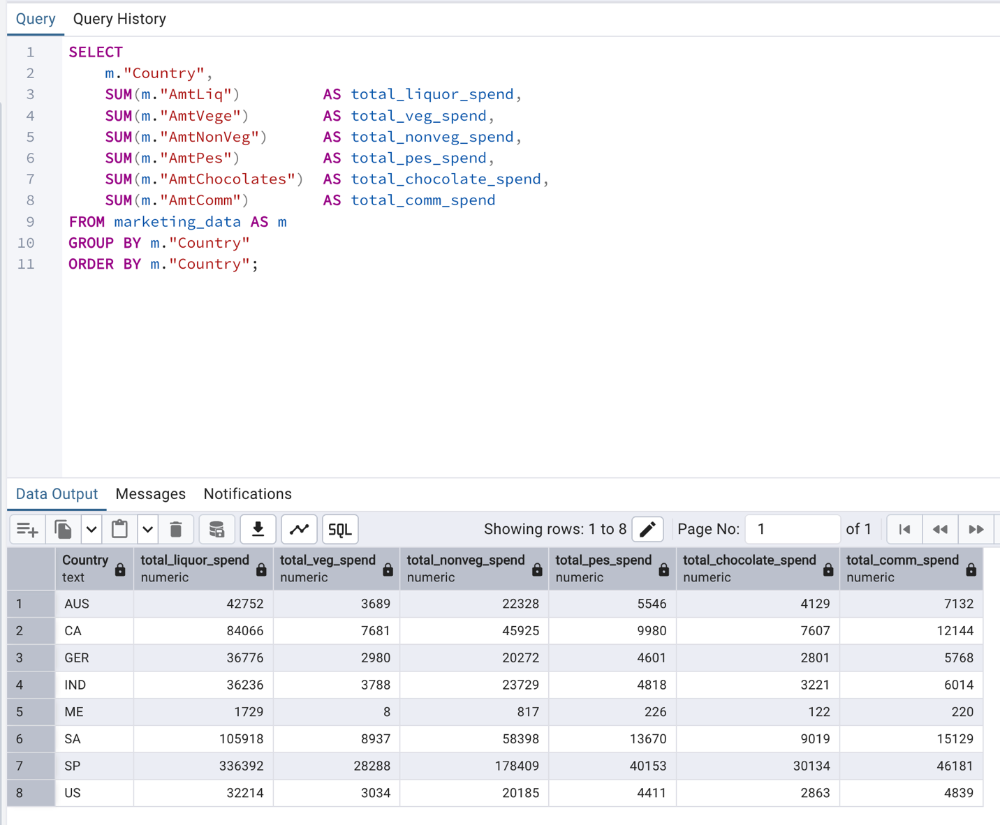 Query Query History
1 SELECT
2 m."Country",
3 SUM(m."AmtLiq") AS total_liquor_spend,
4 SUM(m."AmtVege") AS total_veg_spend,
5 SUM(m."AmtNonVeg") AS total_nonveg_spend,
6 SUM(m."AmtPes") AS total_pes_spend,
7 SUM(m."AmtChocolates") AS total_chocolate_spend,
8 SUM(m."AmtComm") AS total_comm_spend
9 FROM marketing_data AS m
10 GROUP BY m."Country"
11 ORDER BY m."Country";
Data Output Messages Notifications
SQL Showing rows: 1 to 8 Page No: 1 of 1
Country total_liquor_spend total_veg_spend total_nonveg_spend total_pes_spend total_chocolate_spend total_comm_spend
text numeric numeric numeric numeric numeric numeric
1 AUS 42752 3689 22328 5546 4129 7132
2 CA 84066 7681 45925 9980 7607 12144
3 GER 36776 2980 20272 4601 2801 5768
4 IND 36236 3788 23729 4818 3221 6014
5 ME 1729 8 817 226 122 220
6 SA 105918 8937 58398 13670 9019 15129
7 SP 336392 28288 178409 40153 30134 46181
8 US 32214 3034 20185 4411 2863 4839